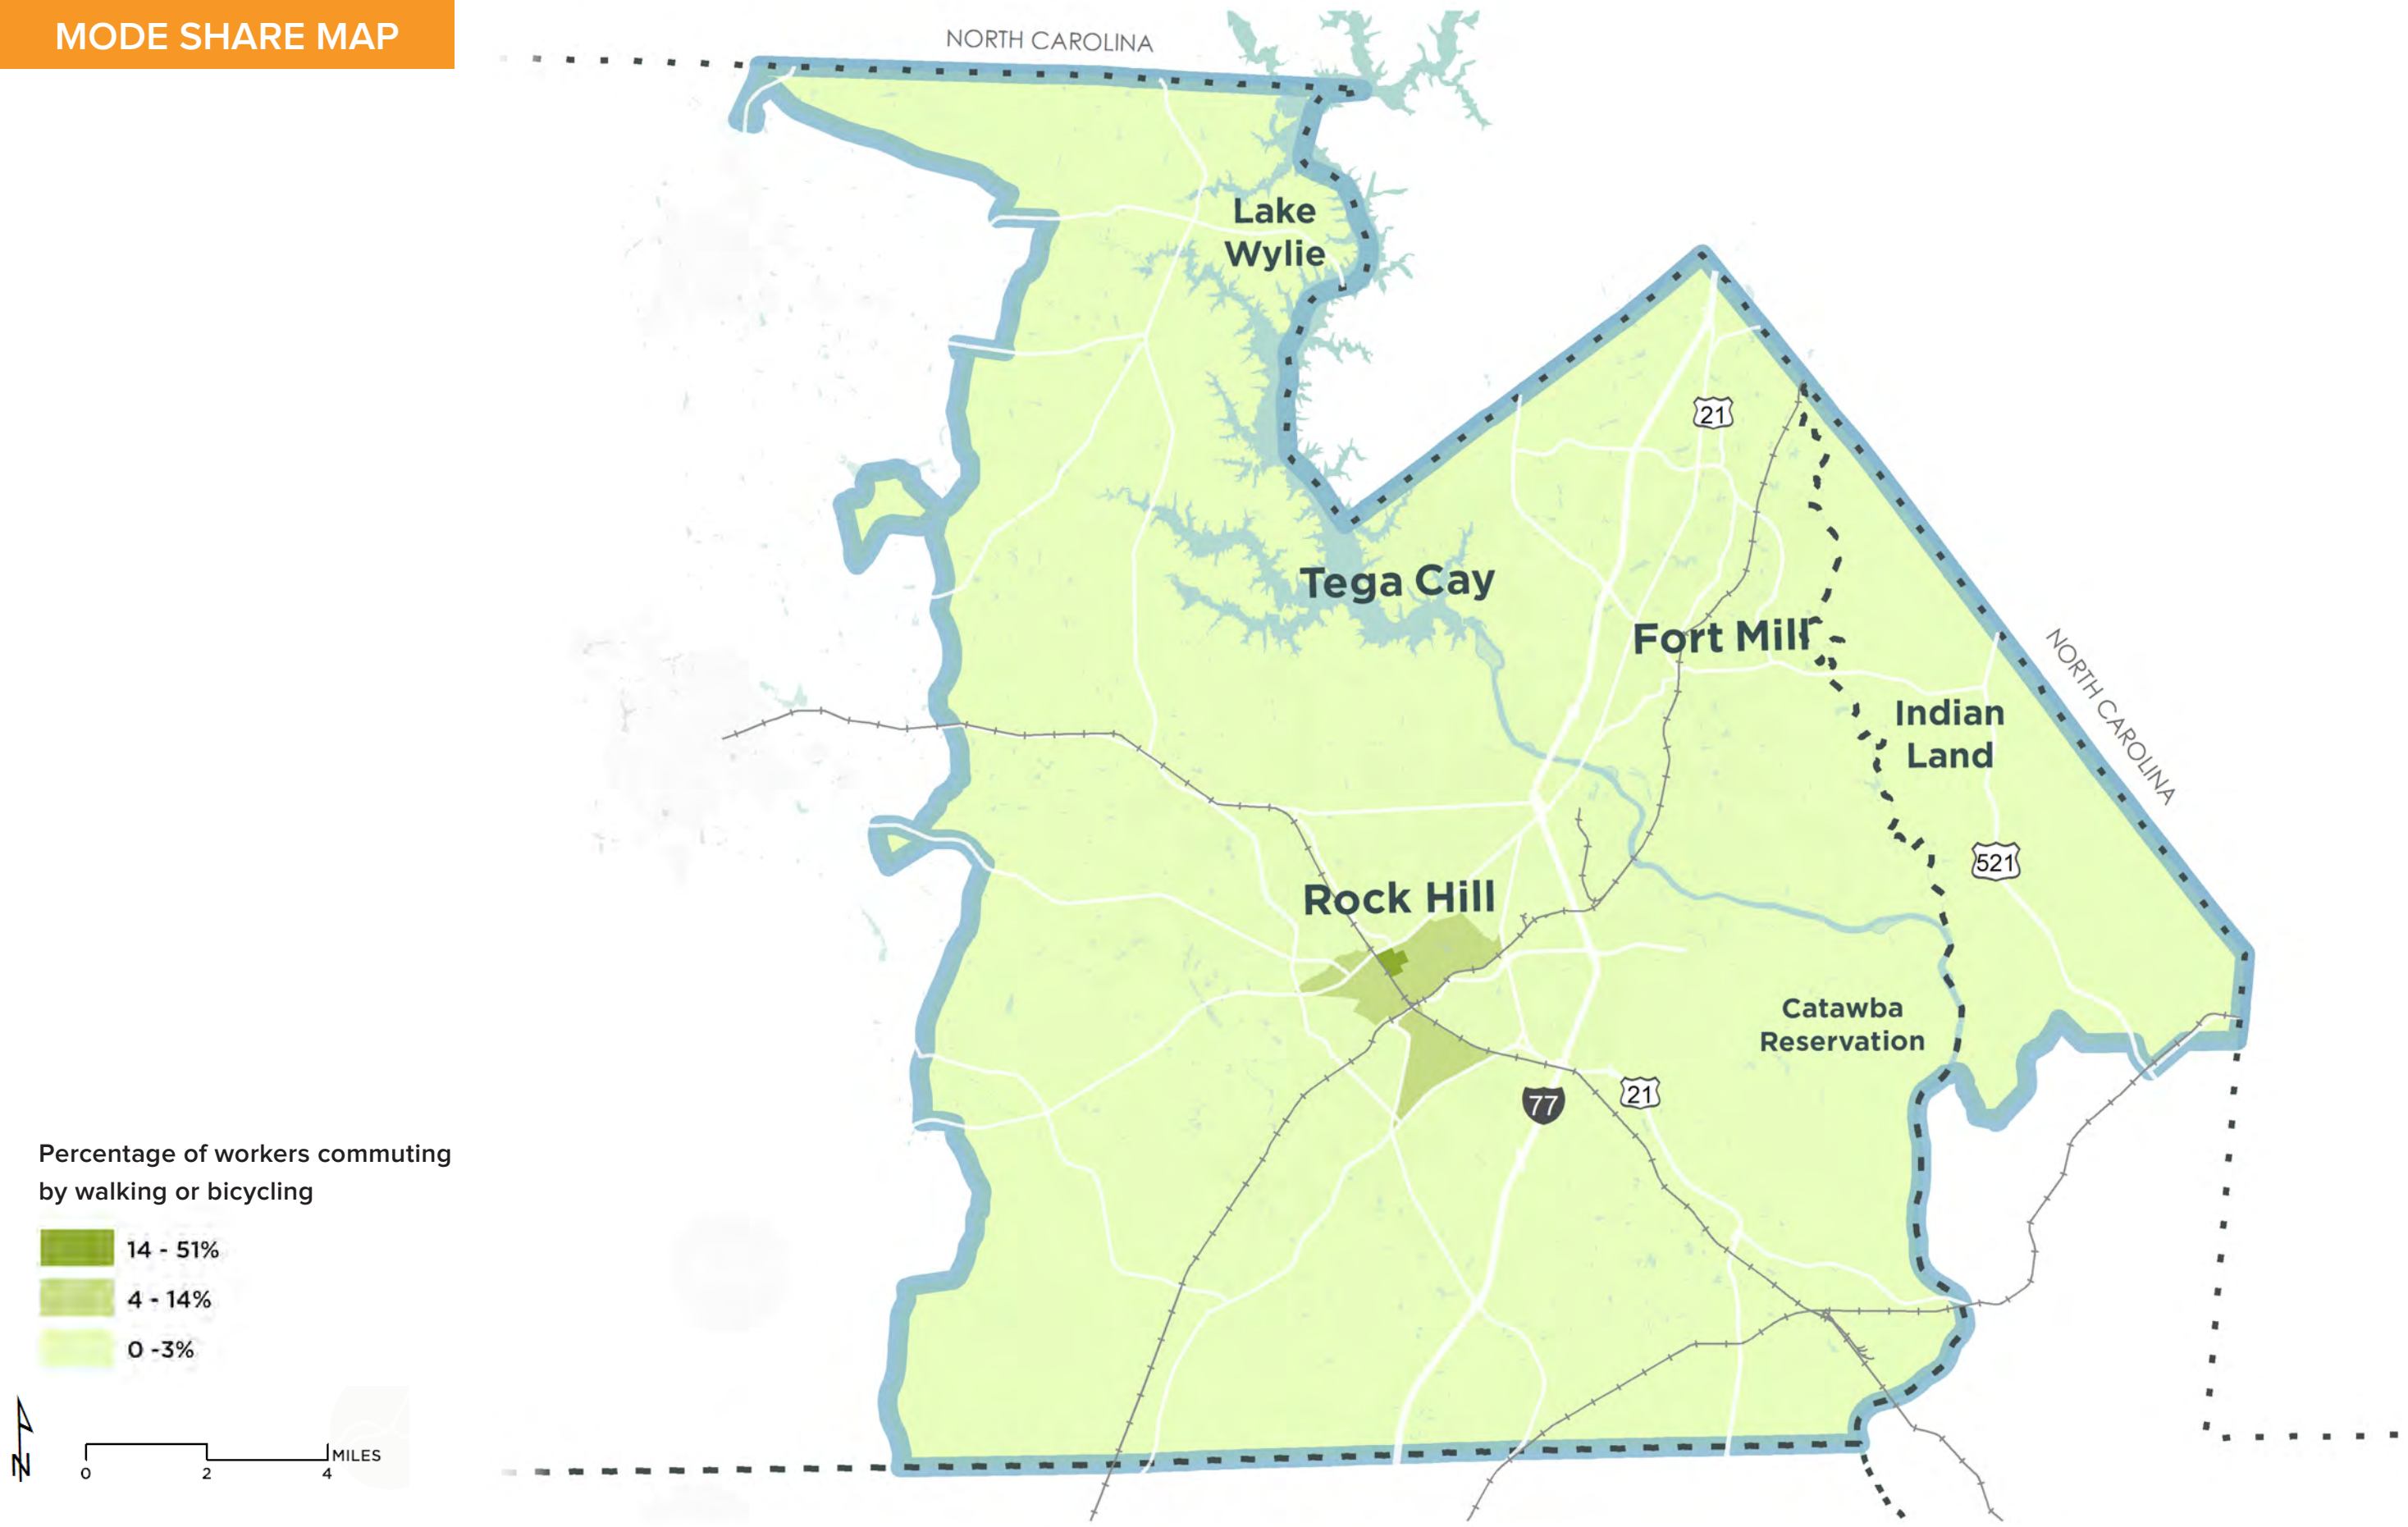 MODE SHARE MAP
NORTH CAROLINA
Lake
Wylie
21
Tega Cay
Fort Mill
NORTH CAROLINA
Indian
Land
521
Rock Hill
Catawba
Reservation
77
21
Percentage of workers commuting
by walking or bicycling
14 - 51%
4 - 14%
0 -3%
N
MILES
0 2 4